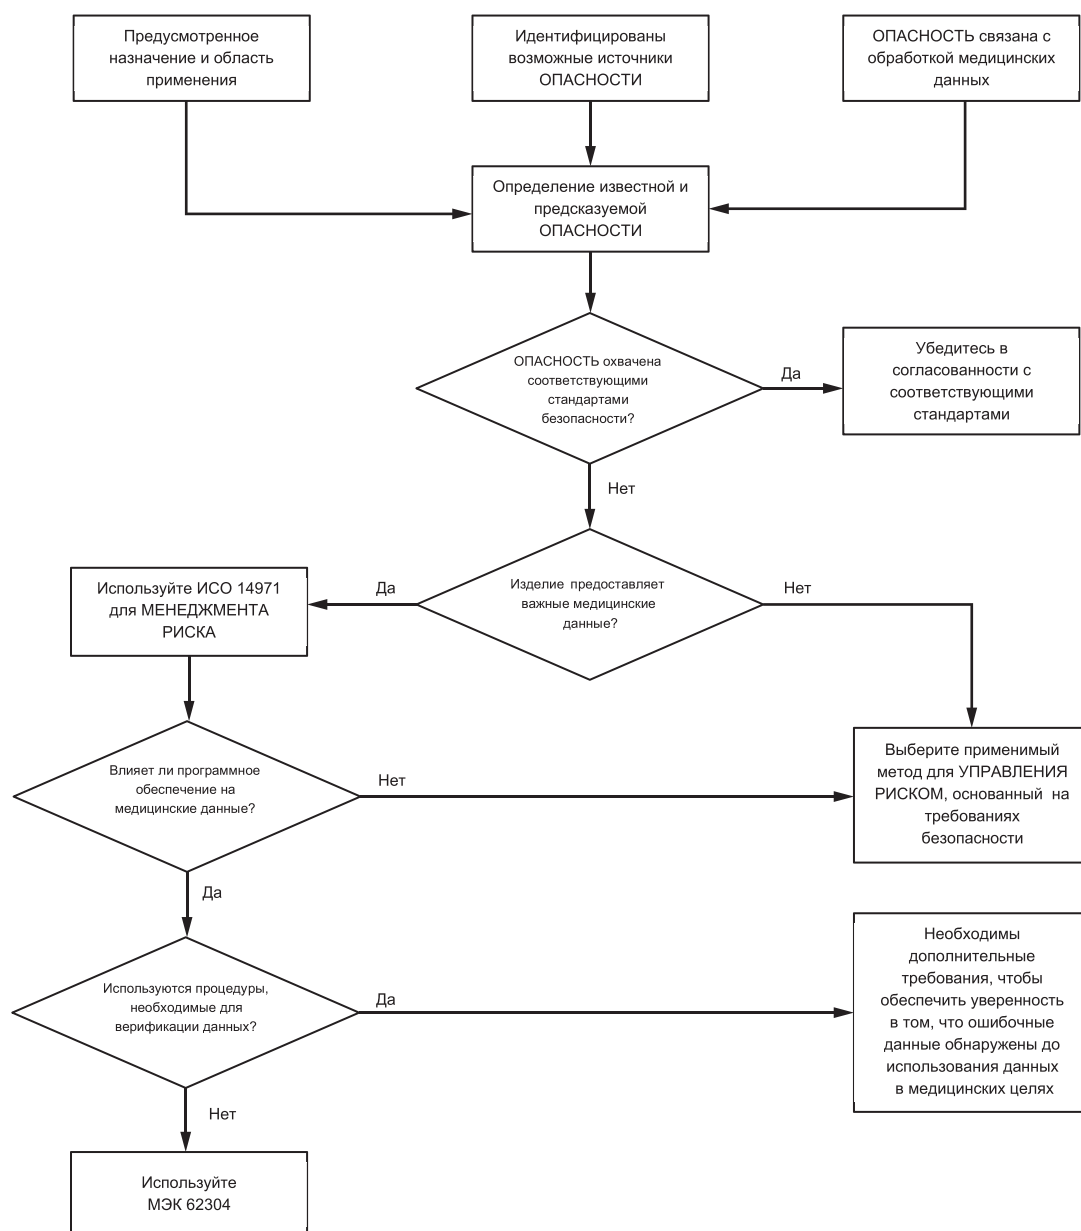 Предусмотренное
назначение и область
применения
Идентифицированы
возможные источники
ОПАСНОСТИ
ОПАСНОСТЬ связана с
обработкой медицинских
данных
Определение известной и
предсказуемой
ОПАСНОСТИ
ОПАСНОСТЬ охвачена
соответствующими
стандартами
безопасности?
Да
Убедитесь в
согласованности с
соответствующими
стандартами
Нет
Используйте ИСО 14971
для МЕНЕДЖМЕНТА
РИСКА
Да
Изделие предоставляет
важные медицинские
данные?
Нет
Влияет ли программное
обеспечение на
медицинские данные?
Нет
Выберите применимый
метод для УПРАВЛЕНИЯ
РИСКОМ, основанный на
требованиях
безопасности
Да
Используются процедуры,
необходимые для
верификации данных?
Да
Необходимы
дополнительные
требования, чтобы
обеспечить уверенность
в том, что ошибочные
данные обнаружены до
использования данных
в медицинских целях
Нет
Используйте
МЭК 62304